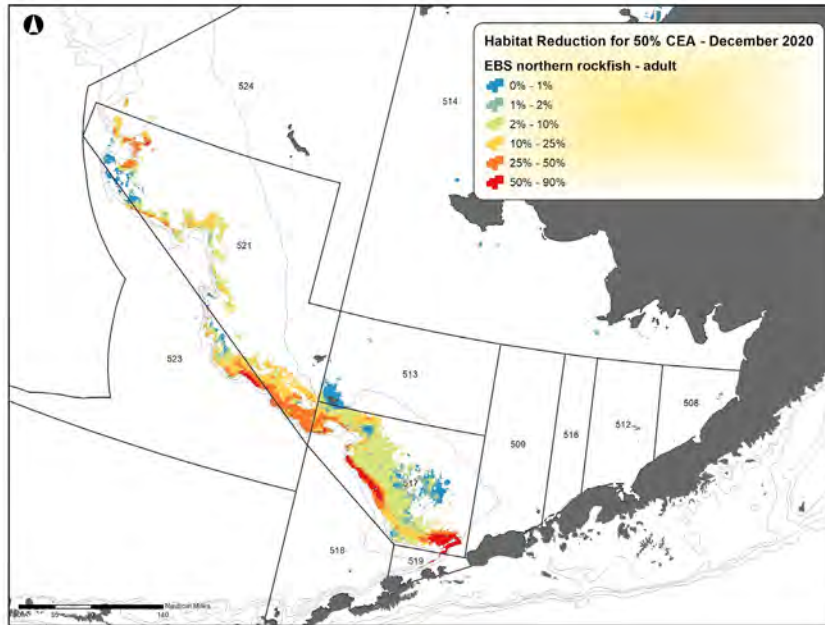 Habitat Reduction for 50% CEA - December 2020
EBS northern rockfish - adult
0% - 1%
1% - 2%
2% - 10%
10% - 25%
25% - 50%
50% - 90%
524
514
521
523
513
509
516
512
508
517
518
519
Nautical Miles
140